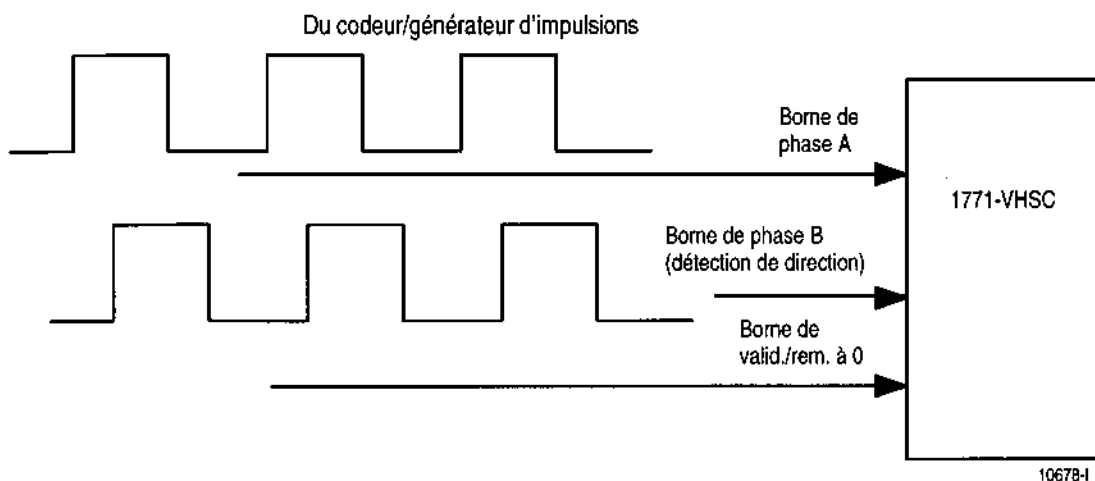 Du codeur/générateur d'impulsions
Borne de
phase A
1771-VHSC
Borne de phase B
(détection de direction)
Borne de
valid./rem. à 0
10678-I